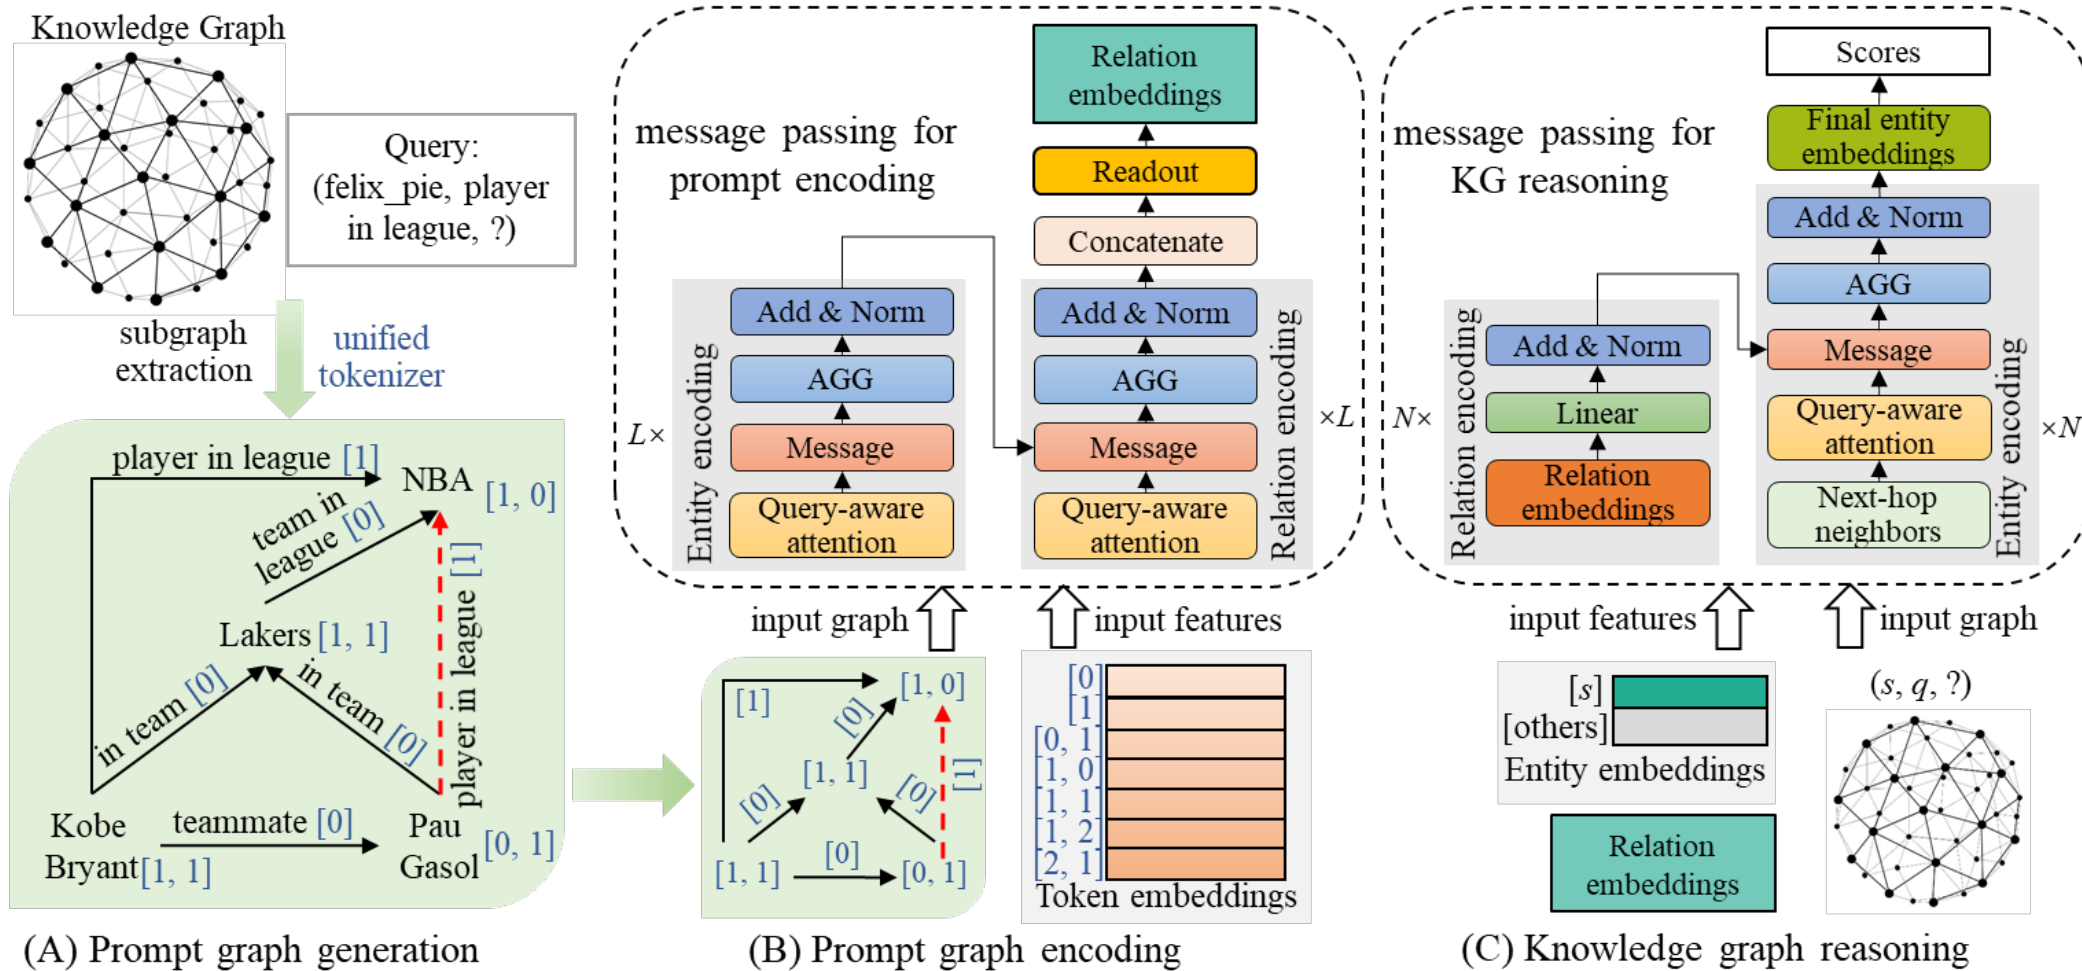 Knowledge Graph
Query:
(felix_pie, player
in league, ?)
subgraph
extraction
unified
tokenizer
player in league [1]
NBA
[1, 0]
team in
league [0]
player in league [1]
Lakers [1, 1]
in team [0]
in team [0]
Kobe
Bryant [1, 1]
teammate [0]
Pau
Gasol [0, 1]
(A) Prompt graph generation
message passing for
prompt encoding
Relation
embeddings
Readout
Concatenate
Add & Norm
AGG
Message
Query-aware
attention
Entity encoding
L×
Add & Norm
AGG
Message
Query-aware
attention
Relation encoding
×L
input graph
input features
[1]
[1, 0]
[0]
[1]
[1, 1]
[0]
[0]
[1, 1]
[0]
[0, 1]
[0]
[1]
[0, 1]
[1, 0]
[1, 1]
[1, 2]
[2, 1]
Token embeddings
(B) Prompt graph encoding
message passing for
KG reasoning
Scores
Final entity
embeddings
Add & Norm
AGG
Message
Query-aware
attention
Next-hop
neighbors
Entity encoding
×N
Add & Norm
Linear
Relation
embeddings
Relation encoding
N×
input features
input graph
[s]
[others]
Entity embeddings
Relation
embeddings
(s, q, ?)
(C) Knowledge graph reasoning